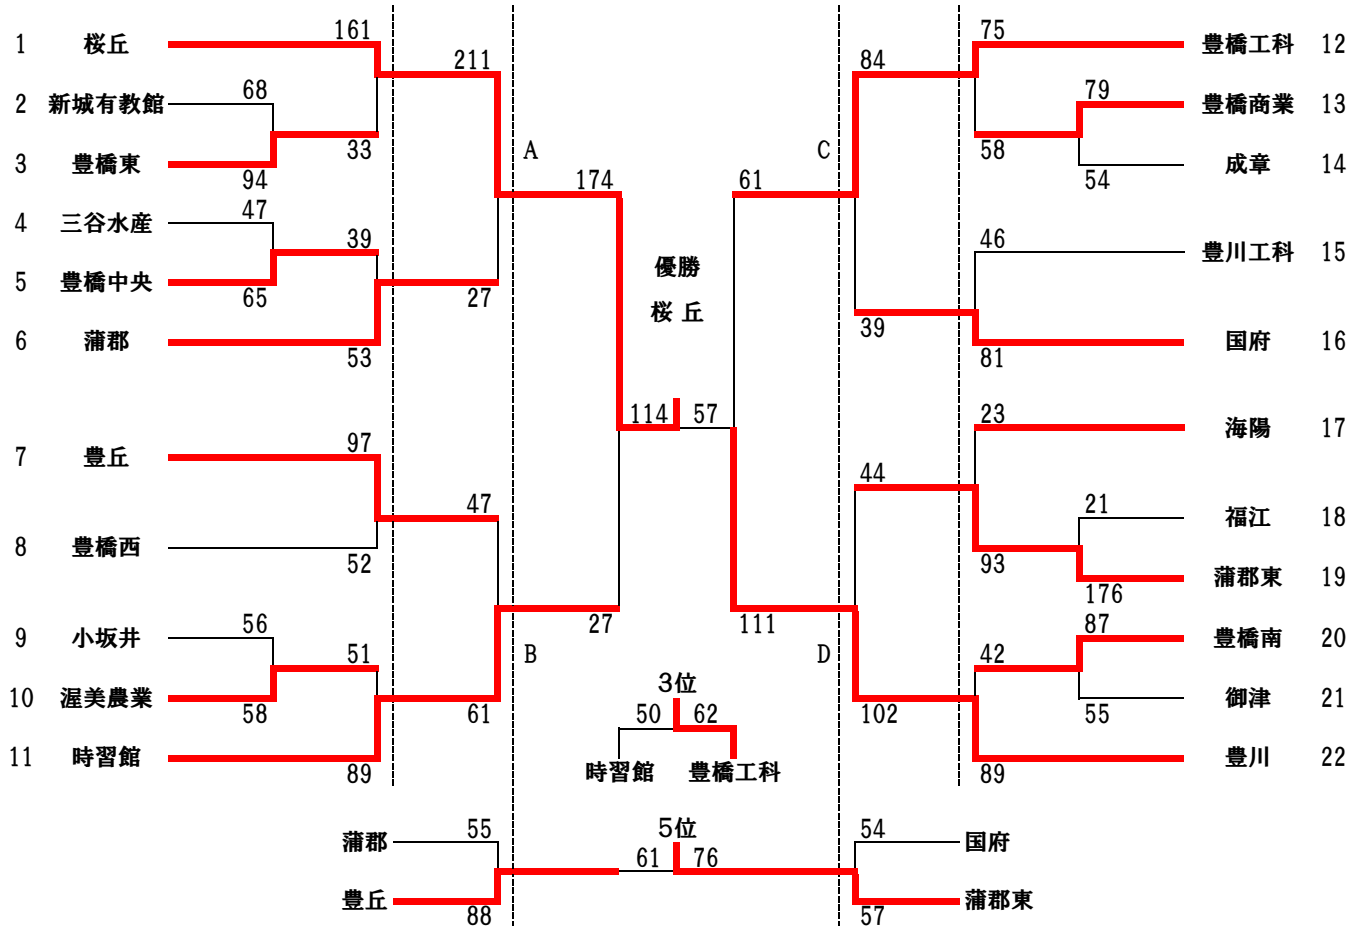 1 桜丘 161
211
2 新城有教館 68
33
3 豊橋東 94
A
174
4 三谷水産 47
39
5 豊橋中央 65
27
6 蒲郡 53
7 豊丘 97
47
8 豊橋西 52
9 小坂井 56
51
10 渥美農業 58
61
11 時習館 89
B
27
優勝
桜 丘
114 57
61
C
111
D
75 豊橋工科 12
84
79 豊橋商業 13
58
54 成章 14
46 豊川工科 15
39
81 国府 16
23 海陽 17
44
21 福江 18
93
176 蒲郡東 19
87 豊橋南 20
42
55 御津 21
102
89 豊川 22
3位
50 62
時習館 豊橋工科
5位
蒲郡 55
61 76
54 国府
豊丘 88
57 蒲郡東